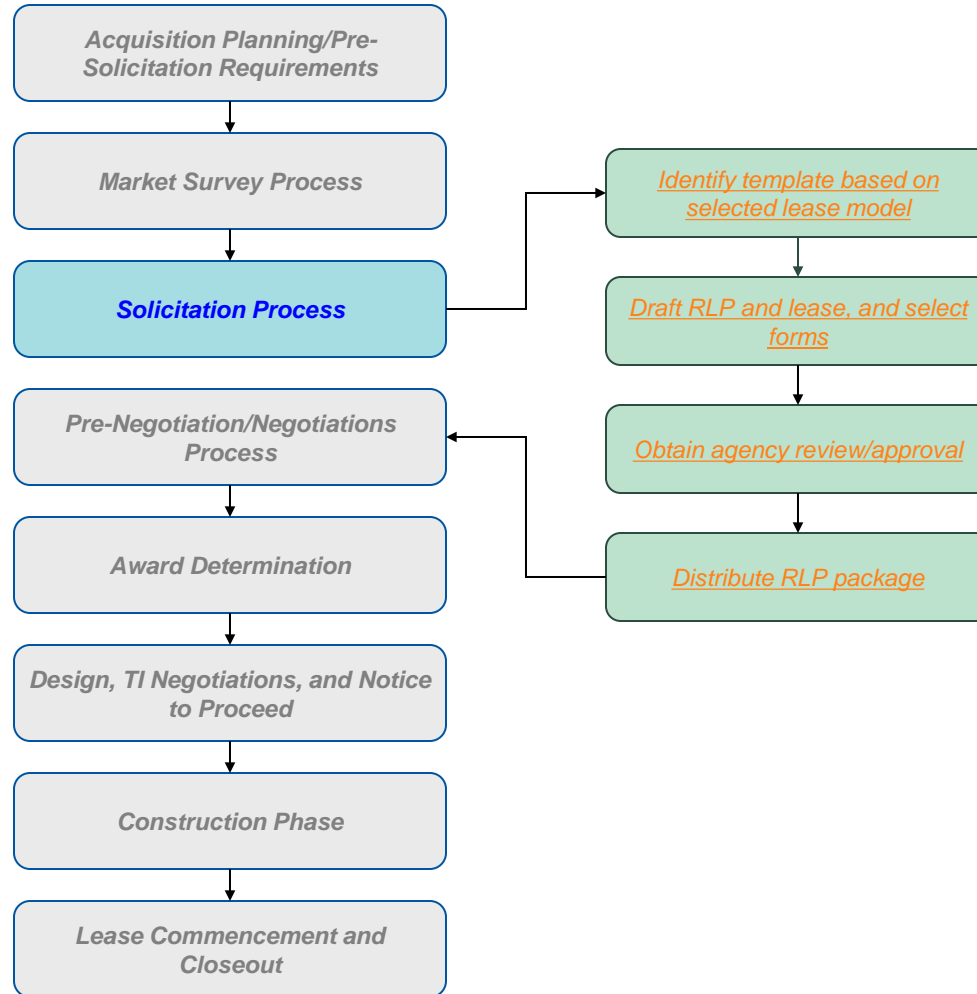 Acquisition Planning/Pre-
Solicitation Requirements
Market Survey Process
Solicitation Process
Identify template based on
selected lease model
Draft RLP and lease, and select
forms
Obtain agency review/approval
Distribute RLP package
Pre-Negotiation/Negotiations
Process
Award Determination
Design, TI Negotiations, and Notice
to Proceed
Construction Phase
Lease Commencement and
Closeout